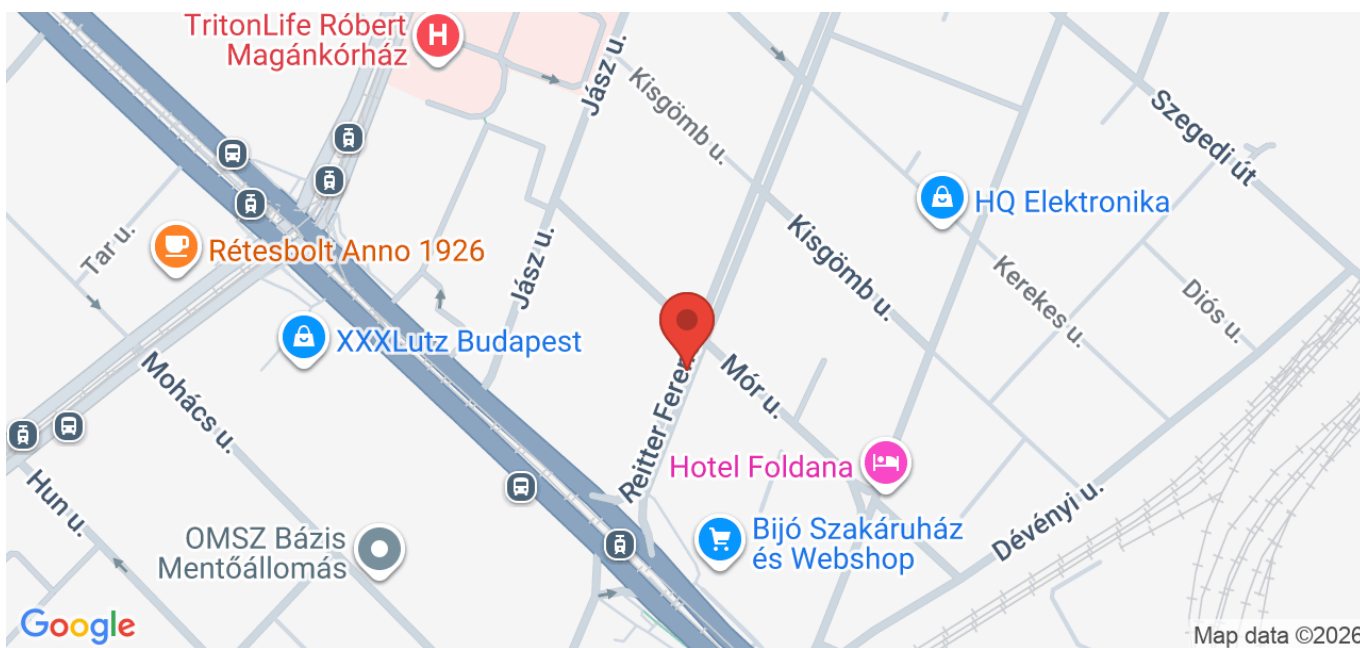 TritonLife Róbert
Magánkórház
H
Jász u.
Kisgömb u.
Szegedi út
HQ Elektronika
Tar u.
Rétesbolt Anno 1926
Jász u.
Kisgömb u.
Kerekes u.
Diós u.
XXXLutz Budapest
Mohács u.
Reitter Feren
Mór u.
Hotel Foldana
Hun u.
OMSZ Bázis
Mentőállomás
Bijó Szakáruház
és Webshop
Dévényi u.
Google
Map data ©2026